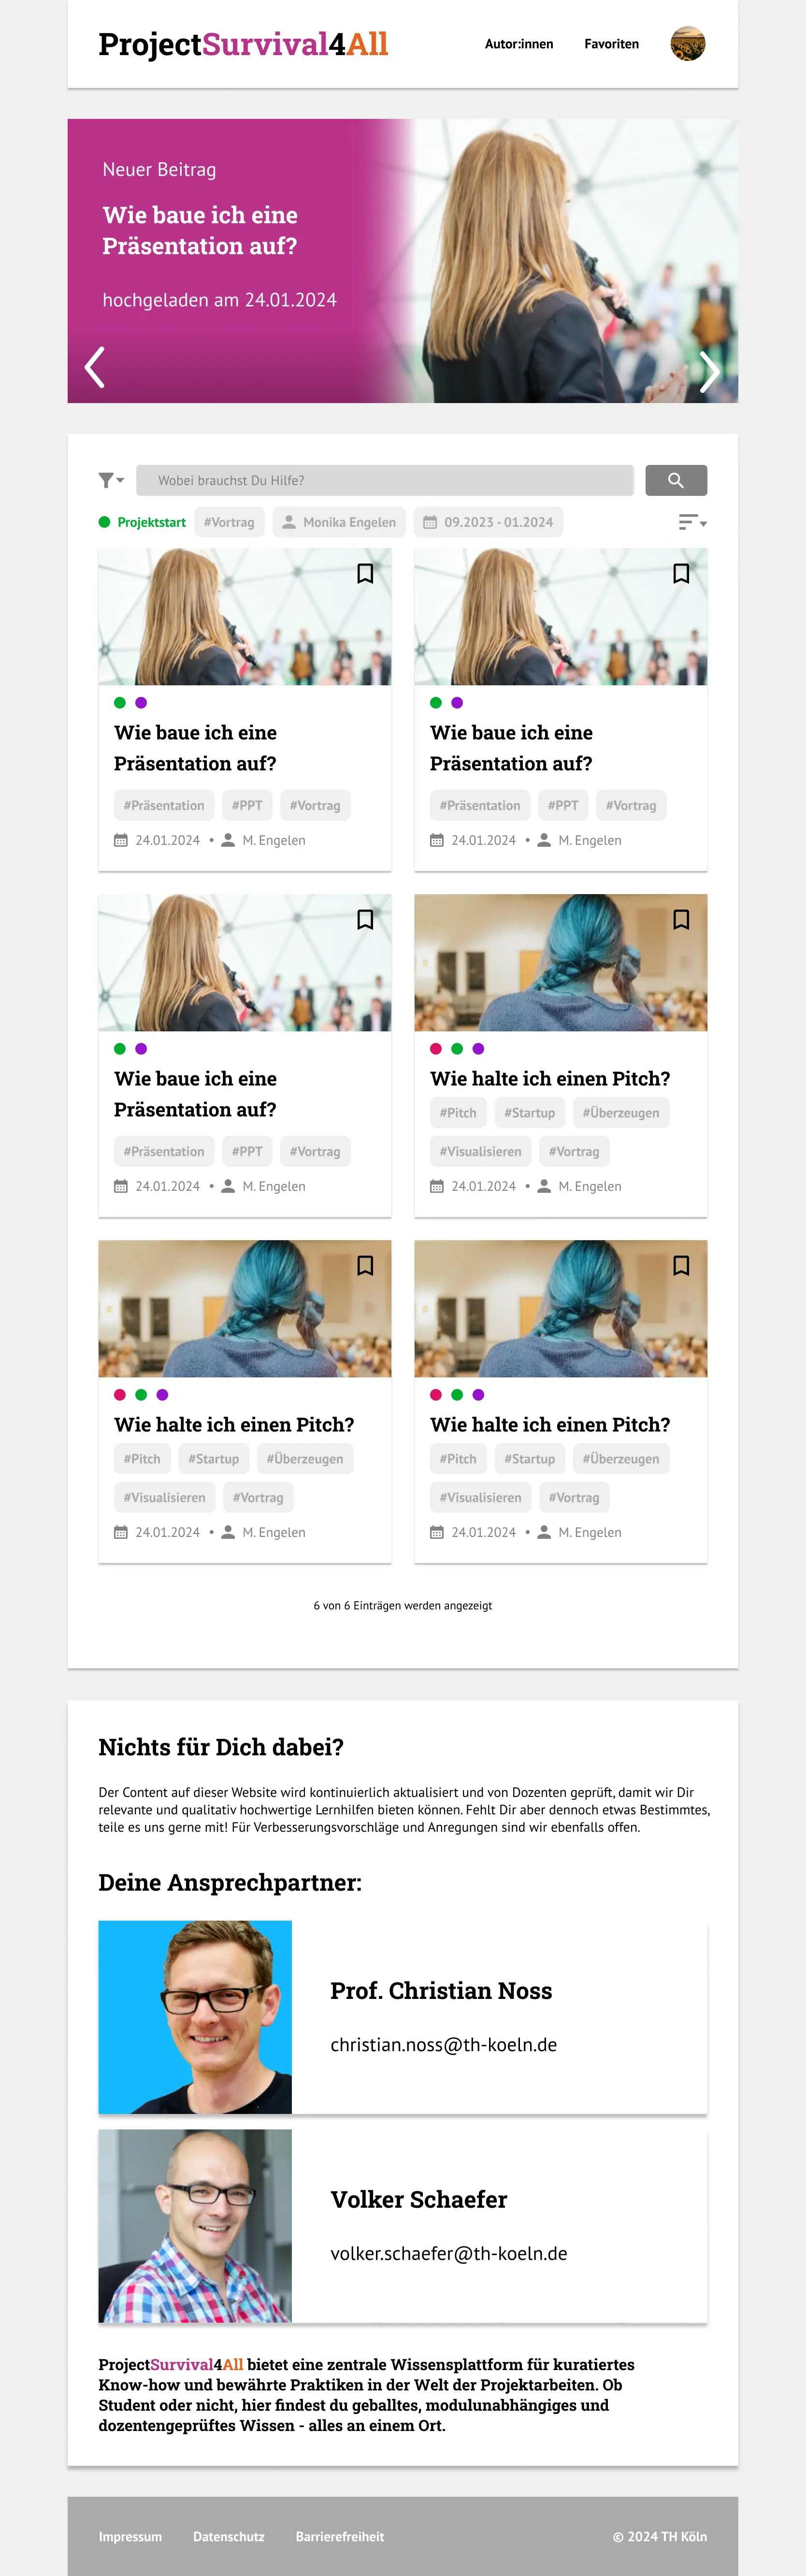 ProjectSurvival4All
Autor:innen
Favoriten
Neuer Beitrag
Wie baue ich eine
Präsentation auf?
hochgeladen am 24.01.2024
Wobei brauchst Du Hilfe?
Projektstart
#Vortrag
Monika Engelen
09.2023 - 01.2024
Wie baue ich eine
Präsentation auf?
#Präsentation #PPT #Vortrag
24.01.2024 • M. Engelen
Wie baue ich eine
Präsentation auf?
#Präsentation #PPT #Vortrag
24.01.2024 • M. Engelen
Wie baue ich eine
Präsentation auf?
#Präsentation #PPT #Vortrag
24.01.2024 • M. Engelen
Wie halte ich einen Pitch?
#Pitch #Startup #Überzeugen
#Visualisieren #Vortrag
24.01.2024 • M. Engelen
Wie halte ich einen Pitch?
#Pitch #Startup #Überzeugen
#Visualisieren #Vortrag
24.01.2024 • M. Engelen
Wie halte ich einen Pitch?
#Pitch #Startup #Überzeugen
#Visualisieren #Vortrag
24.01.2024 • M. Engelen
6 von 6 Einträgen werden angezeigt
Nichts für Dich dabei?
Der Content auf dieser Website wird kontinuierlich aktualisiert und von Dozenten geprüft, damit wir Dir
relevante und qualitativ hochwertige Lernhilfen bieten können. Fehlt Dir aber dennoch etwas Bestimmtes,
teile es uns gerne mit! Für Verbesserungsvorschläge und Anregungen sind wir ebenfalls offen.
Deine Ansprechpartner:
Prof. Christian Noss
christian.noss@th-koeln.de
Volker Schaefer
volker.schaefer@th-koeln.de
ProjectSurvival4All bietet eine zentrale Wissensplattform für kuratiertes
Know-how und bewährte Praktiken in der Welt der Projektarbeiten. Ob
Student oder nicht, hier findest du geballtes, modulunabhängiges und
dozentengeprüftes Wissen - alles an einem Ort.
Impressum
Datenschutz
Barrierefreiheit
© 2024 TH Köln